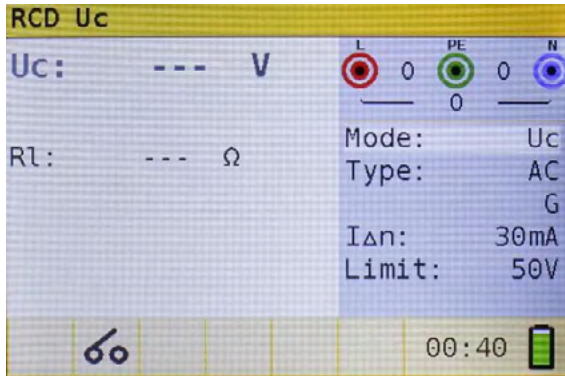 RCD Uc
Uc: --- V
Rl: --- Ω
L PE N
0 0
0
Mode: Uc
Type: AC
G
I∆n: 30mA
Limit: 50V
00:40